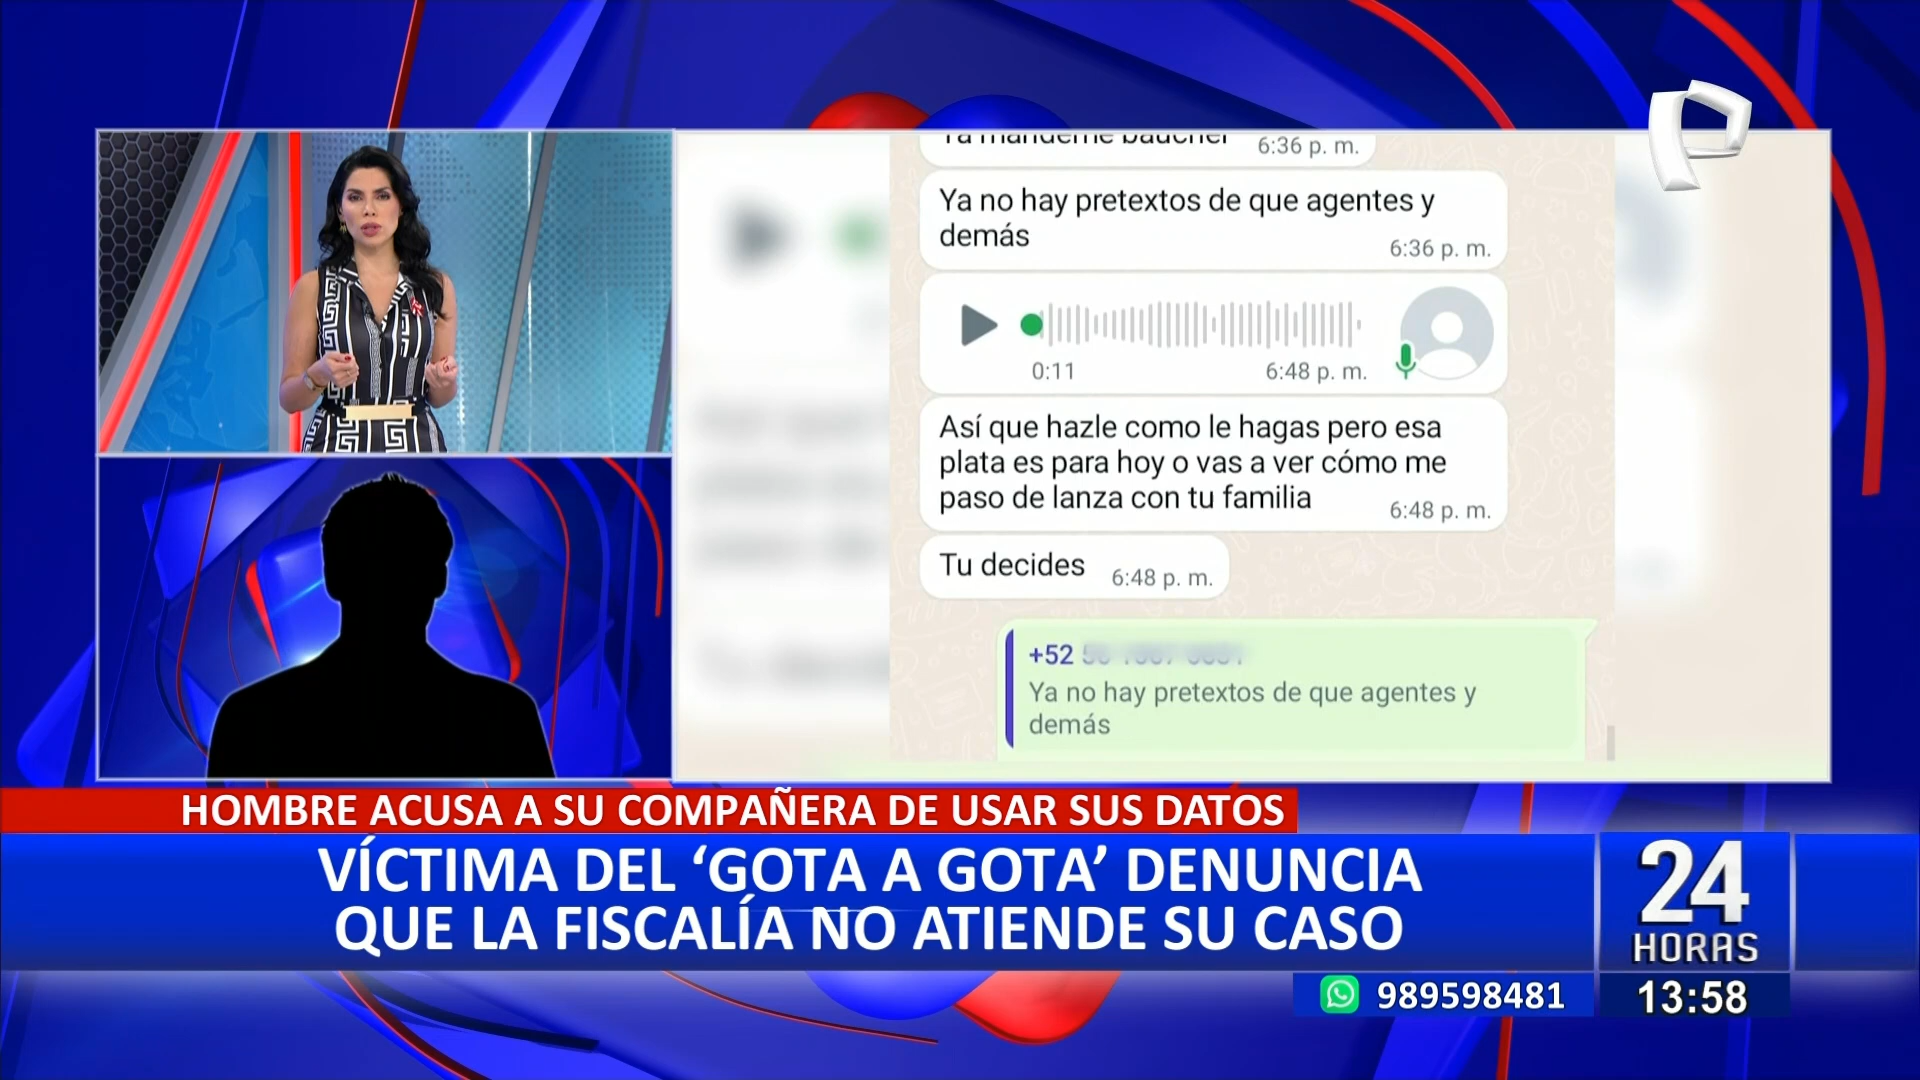 6:36 p. m.
Ya no hay pretextos de que agentes y
demás
6:36 p. m.
0:11
6:48 p. m.
Así que hazle como le hagas pero esa
plata es para hoy o vas a ver cómo me
paso de lanza con tu familia
6:48 p. m.
Tu decides
6:48 p. m.
+52
Ya no hay pretextos de que agentes y
demás
HOMBRE ACUSA A SU COMPAÑERA DE USAR SUS DATOS
VÍCTIMA DEL ‘GOTA A GOTA’ DENUNCIA
QUE LA FISCALÍA NO ATIENDE SU CASO
24
HORAS
989598481
13:58